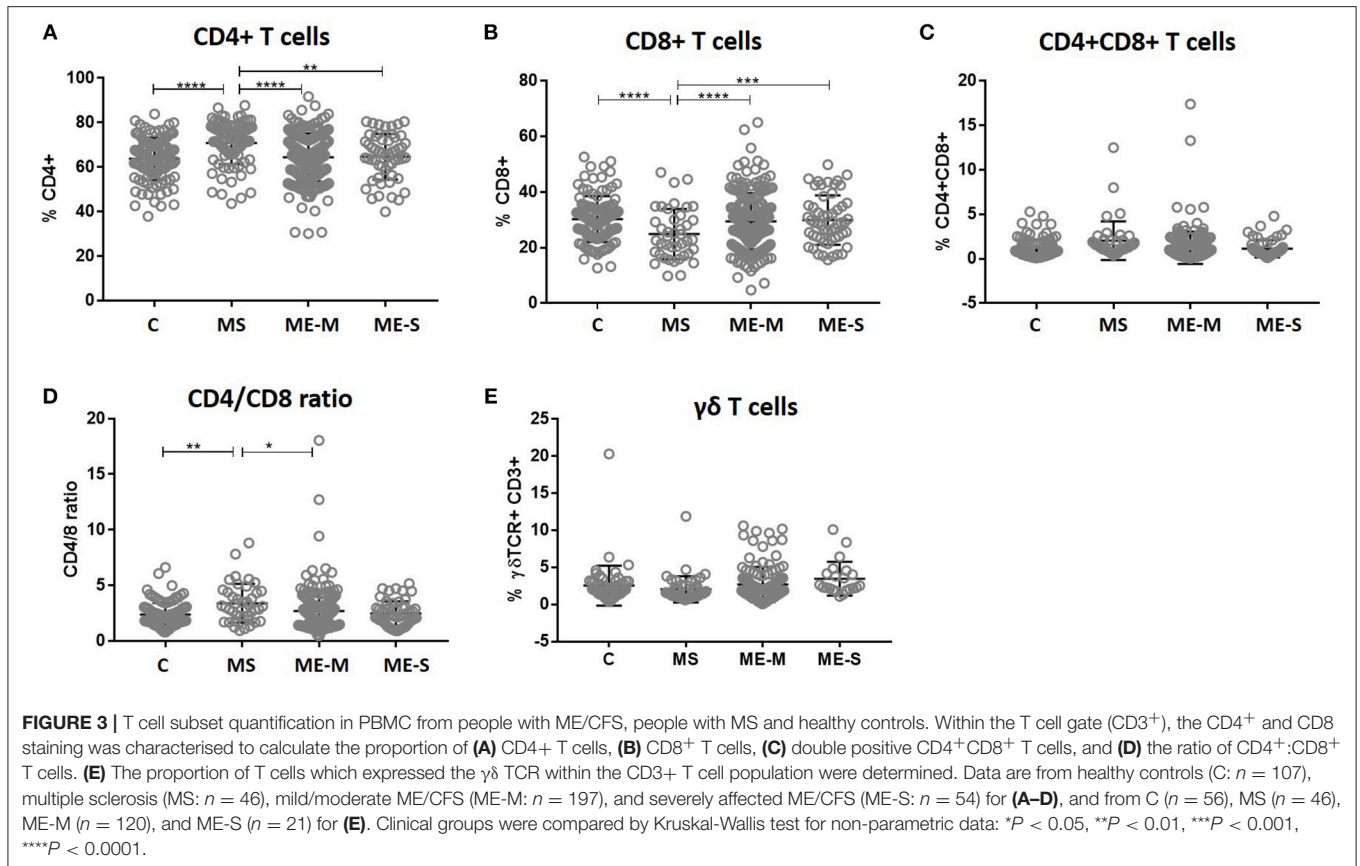 A
CD4+ T cells
% CD4+
100
80
60
40
20
0
****
****
**
C MS ME-M ME-S
B
CD8+ T cells
% CD8+
80
60
40
20
0
****
****
***
C MS ME-M ME-S
C
CD4+CD8+ T cells
% CD4+CD8+
20
15
10
5
0
-5
C MS ME-M ME-S
D
CD4/CD8 ratio
CD4/8 ratio
20
15
10
5
0
**
*
C MS ME-M ME-S
E
γδ T cells
% γδTCR+ CD3+
25
20
15
10
5
0
-5
C MS ME-M ME-S
FIGURE 3 | T cell subset quantification in PBMC from people with ME/CFS, people with MS and healthy controls. Within the T cell gate (CD3⁺), the CD4⁺ and CD8
staining was characterised to calculate the proportion of (A) CD4+ T cells, (B) CD8⁺ T cells, (C) double positive CD4⁺CD8⁺ T cells, and (D) the ratio of CD4⁺:CD8⁺
T cells. (E) The proportion of T cells which expressed the γδ TCR within the CD3+ T cell population were determined. Data are from healthy controls (C: n = 107),
multiple sclerosis (MS: n = 46), mild/moderate ME/CFS (ME-M: n = 197), and severely affected ME/CFS (ME-S: n = 54) for (A–D), and from C (n = 56), MS (n = 46),
ME-M (n = 120), and ME-S (n = 21) for (E). Clinical groups were compared by Kruskal-Wallis test for non-parametric data: *P < 0.05, **P < 0.01, ***P < 0.001,
****P < 0.0001.